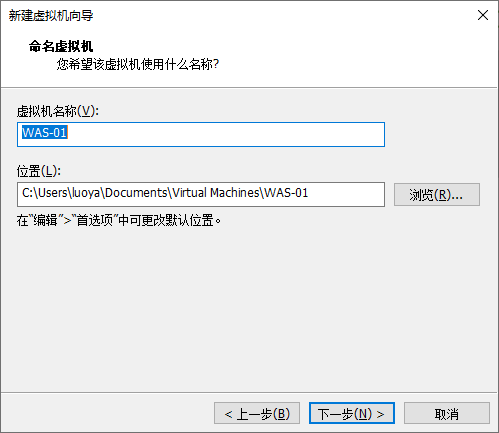 新建虚拟机向导
命名虚拟机
您希望该虚拟机使用什么名称?
虚拟机名称(V):
WAS-01
位置(L):
C:\Users\luoya\Documents\Virtual Machines\WAS-01
浏览(R)...
在“编辑”>“首选项”中可更改默认位置。
< 上一步(B)
下一步(N) >
取消